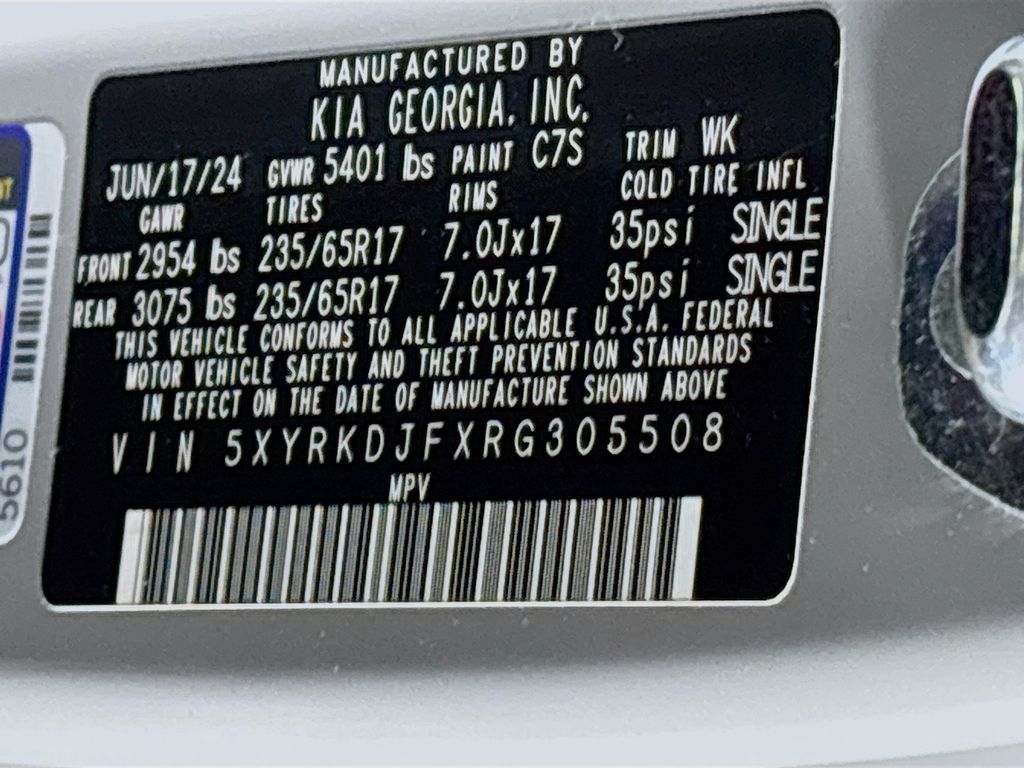 MANUFACTURED BY
KIA GEORGIA, INC.
JUN/17/24 GVWR 5401 lbs PAINT C7S TRIM WK
GAWR TIRES RIMS COLD TIRE INFL
FRONT 2954 lbs 235/65R17 7.0Jx17 35psi SINGLE
REAR 3075 lbs 235/65R17 7.0Jx17 35psi SINGLE
THIS VEHICLE CONFORMS TO ALL APPLICABLE U.S.A. FEDERAL
MOTOR VEHICLE SAFETY AND THEFT PREVENTION STANDARDS
IN EFFECT ON THE DATE OF MANUFACTURE SHOWN ABOVE
VIN 5XYRKDJFXRG305508
MPV
5610